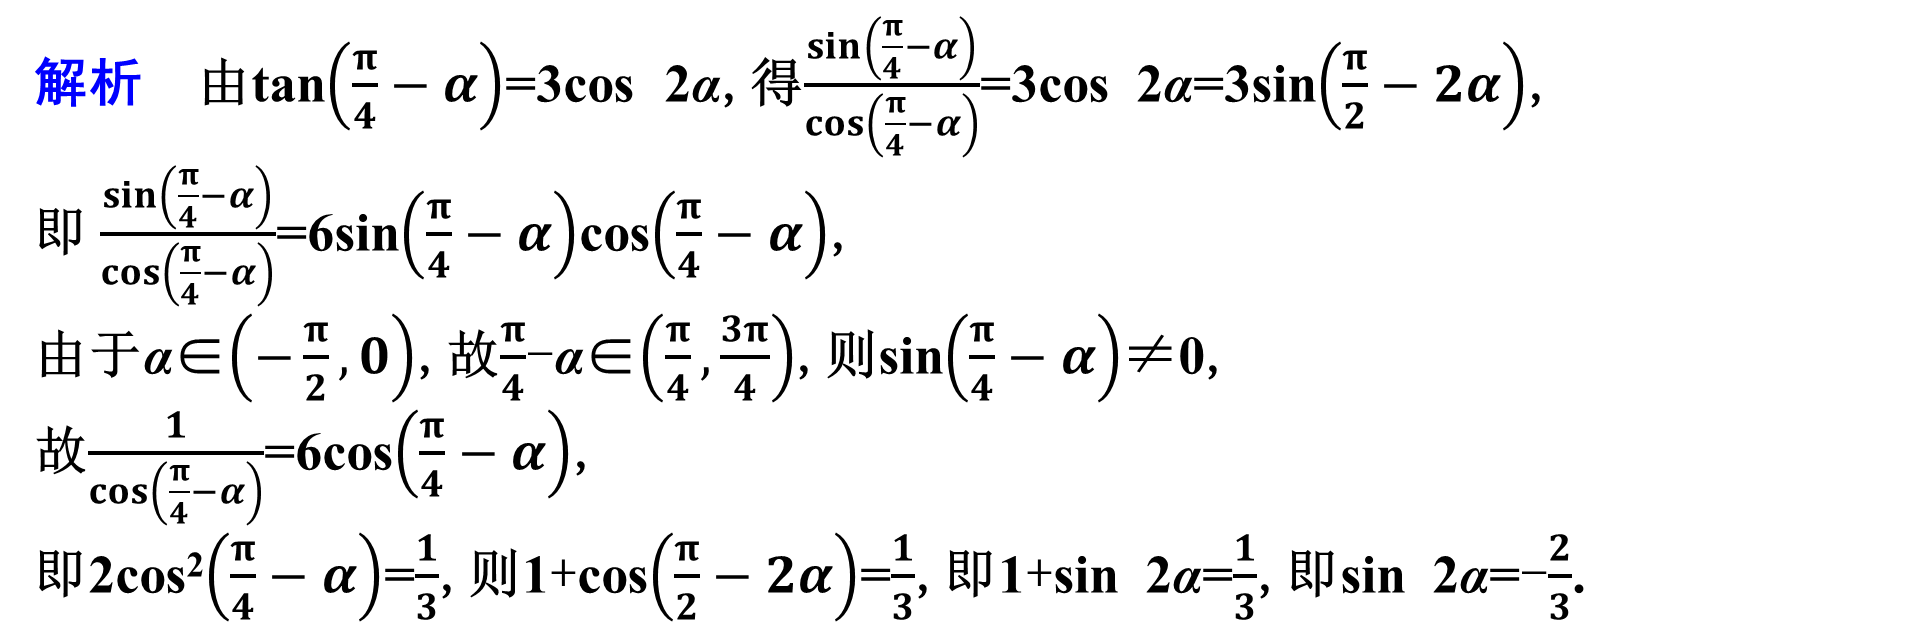 解析 由tan(π/4 − α)=3cos 2α, 得sin(π/4−α)/cos(π/4−α)=3cos 2α=3sin(π/2 − 2α),
即 sin(π/4−α)/cos(π/4−α)=6sin(π/4 − α)cos(π/4 − α),
由于α∈(−π/2, 0), 故π/4−α∈(π/4, 3π/4), 则sin(π/4 − α)≠0,
故1/cos(π/4−α)=6cos(π/4 − α),
即2cos²(π/4 − α)=1/3, 则1+cos(π/2 − 2α)=1/3, 即1+sin 2α=1/3, 即sin 2α=−2/3.